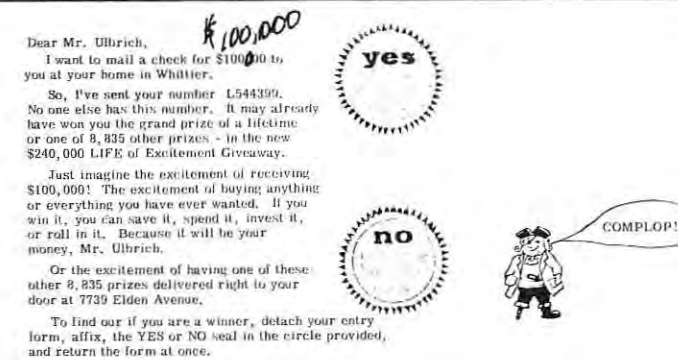 $100,000
Dear Mr. Ulbrich,
I want to mail a check for $100000 to
you at your home in Whittier.
So, I've sent your number L544399.
No one else has this number. It may already
have won you the grand prize of a lifetime
or one of 8,835 other prizes - in the new
$240,000 LIFE of Excitement Giveaway.
Just imagine the excitement of receiving
$100,000! The excitement of buying anything
or everything you have ever wanted. If you
win it, you can save it, spend it, invest it,
or roll in it. Because it will be your
money, Mr. Ulbrich.
Or the excitement of having one of these
other 8,835 prizes delivered right to your
door at 7739 Elden Avenue.
To find our if you are a winner, detach your entry
form, affix, the YES or NO seal in the circle provided,
and return the form at once.
yes
no
COMPLOP!